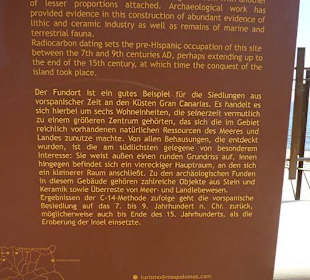 of lesser proportions attached. Archaeological work has
provided evidence in this construction of abundant evidence of
lithic and ceramic industry as well as remains of marine and
terrestrial fauna.
Radiocarbon dating sets the pre-Hispanic occupation of this site
between the 7th and 9th centuries AD, perhaps extending up to
the end of the 15th century, at which time the conquest of the
island took place.
Der Fundort ist ein gutes Beispiel für die Siedlungen aus
vorspanischer Zeit an den Küsten Gran Canarias. Es handelt es
sich hierbei um sechs Wohneinheiten, die seinerzeit vermutlich
zu einem größeren Zentrum gehörten, das sich die im Gebiet
reichlich vorhandenen natürlichen Ressourcen des Meeres und
Landes zunutze machte. Von allen Behausungen, die entdeckt
wurden, ist die am südlichsten gelegene von besonderem
Interesse: Sie weist außen einen runden Grundriss auf, Innen
hingegen befindet sich ein viereckiger Hauptraum, an den sich
ein kleinerer Raum anschließt. Zu den archäologischen Funden
in diesem Gebäude gehören zahlreiche Objekte aus Stein und
Keramik sowie Überreste von Meer- und Landlebewesen.
Ergebnissen der C-14-Methode zufolge geht die vorspanische
Besiedlung auf das 7. bis 9. Jahrhundert n. Chr. zurück,
möglicherweise auch bis Ende des 15. Jahrhunderts, als die
Eroberung der Insel einsetzte.
turismo@maspalomas.com